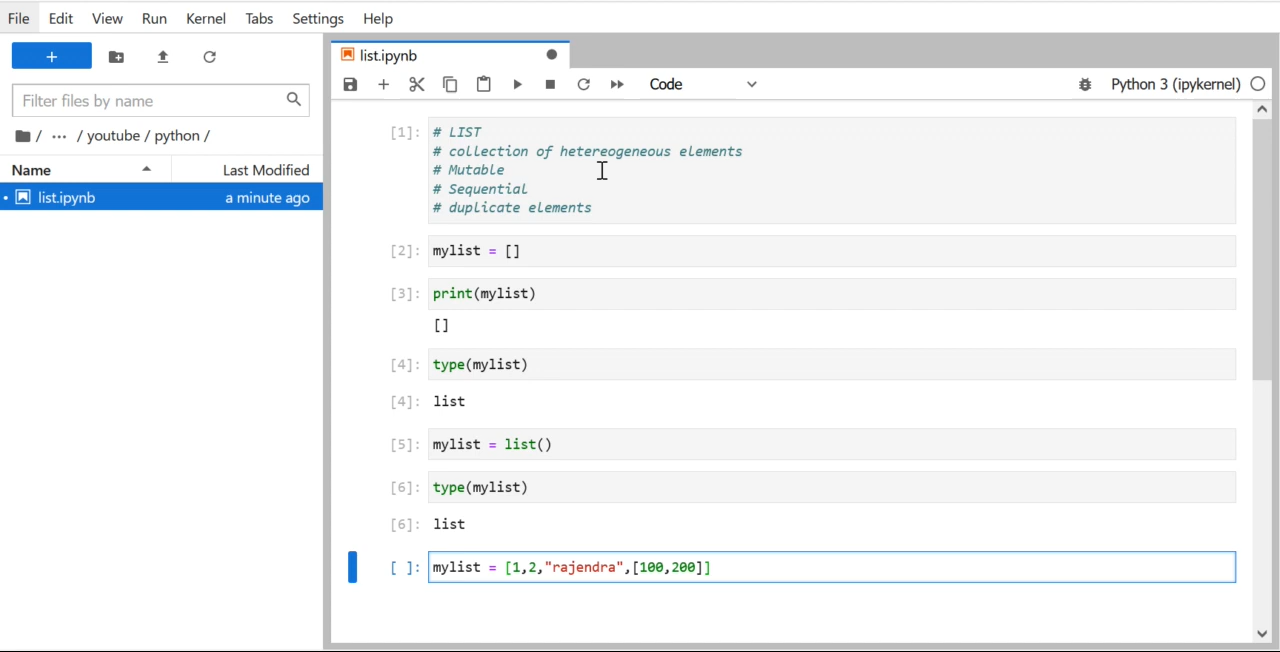 File Edit View Run Kernel Tabs Settings Help
+
Filter files by name
/ ··· / youtube / python /
Name Last Modified
• list.ipynb a minute ago
list.ipynb
Code Python 3 (ipykernel)
[1]: # LIST
# collection of hetereogeneous elements
# Mutable
# Sequential
# duplicate elements
[2]: mylist = []
[3]: print(mylist)
[]
[4]: type(mylist)
[4]: list
[5]: mylist = list()
[6]: type(mylist)
[6]: list
[ ]: mylist = [1,2,"rajendra",[100,200]]